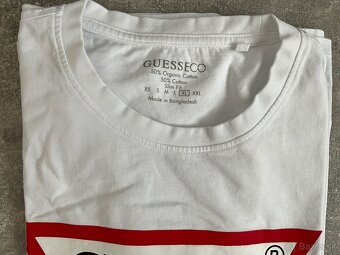 GUESSECO
50% Organic Cotton
50% Cotton
Slim Fit
XS S M L XL XXL
Made in Bangladesh
®